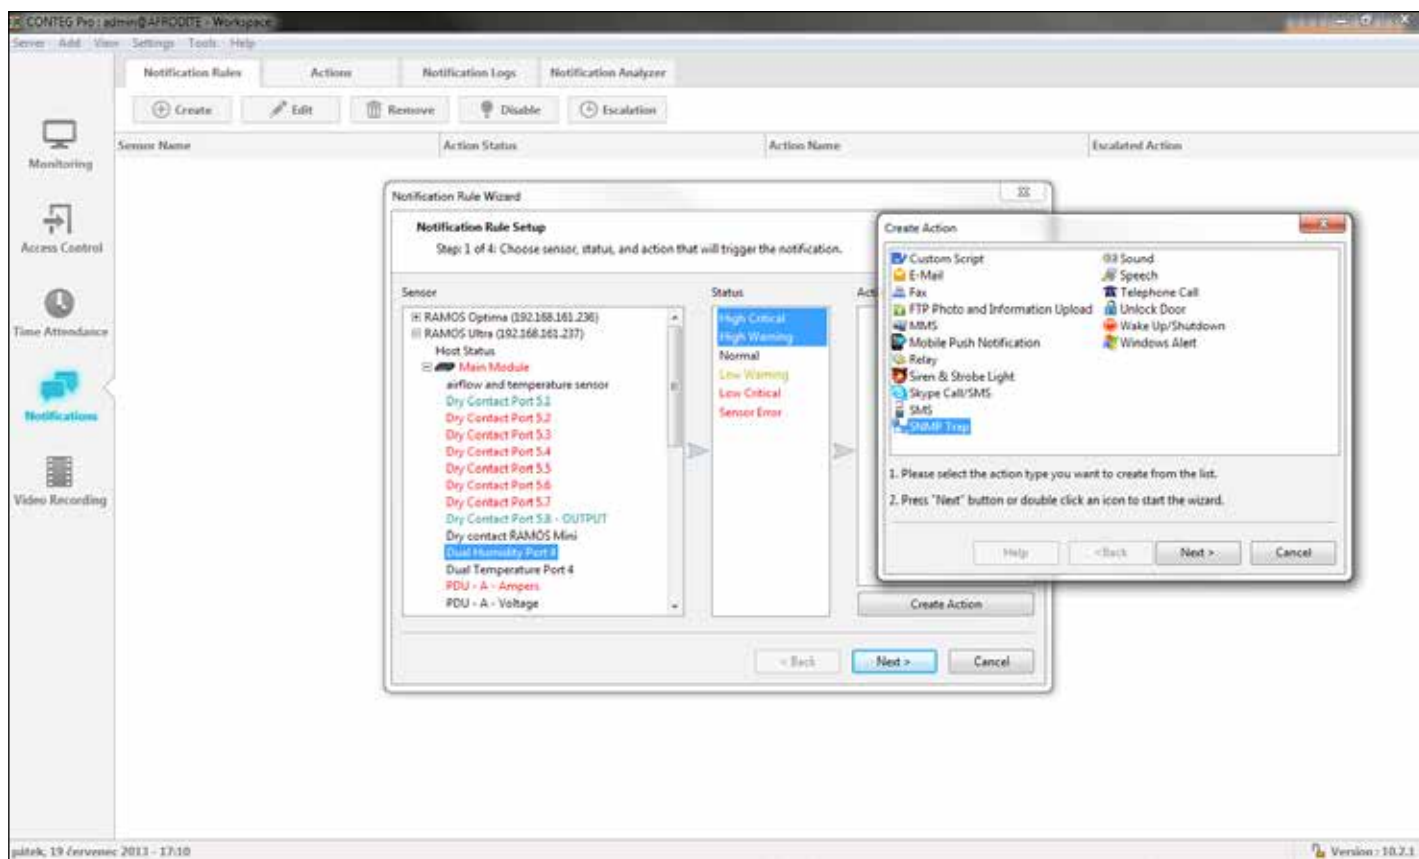 CONTEG Pro : admin@AFRODITE - Workspace
Server Add View Settings Tools Help
Notification Rules Actions Notification Logs Notification Analyzer
Create Edit Remove Disable Escalation
Sensor Name Action Status Action Name Escalated Action
Monitoring
Access Control
Time Attendance
Notifications
Video Recording
Notification Rule Wizard
Notification Rule Setup
Step: 1 of 4: Choose sensor, status, and action that will trigger the notification.
Sensor
RAMOS Optima (192.168.161.236)
RAMOS Ultra (192.168.161.237)
Host Status
Main Module
airflow and temperature sensor
Dry Contact Port 5.1
Dry Contact Port 5.2
Dry Contact Port 5.3
Dry Contact Port 5.4
Dry Contact Port 5.5
Dry Contact Port 5.6
Dry Contact Port 5.7
Dry Contact Port 5.8 - OUTPUT
Dry contact RAMOS Mini
Dual Humidity Port 4
Dual Temperature Port 4
PDU - A - Ampers
PDU - A - Voltage
Status
High Critical
High Warning
Normal
Low Warning
Low Critical
Sensor Error
Create Action
< Back Next > Cancel
Create Action
Custom Script
E-Mail
Fax
FTP Photo and Information Upload
MMS
Mobile Push Notification
Relay
Siren & Strobe Light
Skype Call/SMS
SMS
SNMP Trap
Sound
Speech
Telephone Call
Unlock Door
Wake Up/Shutdown
Windows Alert
1. Please select the action type you want to create from the list.
2. Press "Next" button or double click an icon to start the wizard.
Help <Back Next > Cancel
pátek, 19 červenec 2013 - 17:10
Version : 10.2.1